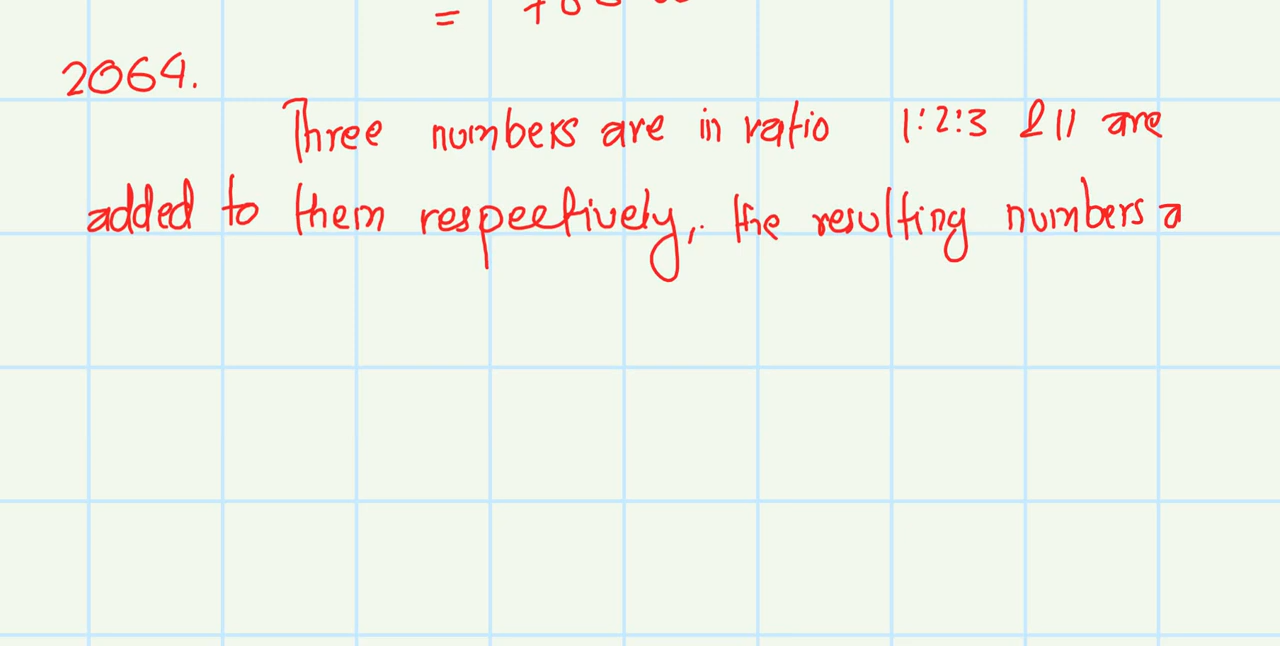 2064.
Three numbers are in ratio 1:2:3 & 11 are
added to them respectively, the resulting numbers a